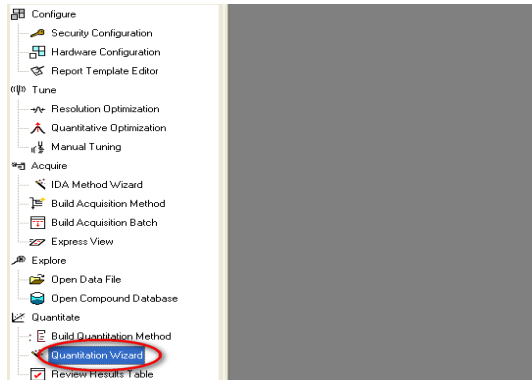 Configure
Security Configuration
Hardware Configuration
Report Template Editor
Tune
Resolution Optimization
Quantitative Optimization
Manual Tuning
Acquire
IDA Method Wizard
Build Acquisition Method
Build Acquisition Batch
Express View
Explore
Open Data File
Open Compound Database
Quantitate
Build Quantitation Method
Quantitation Wizard
Review Results Table